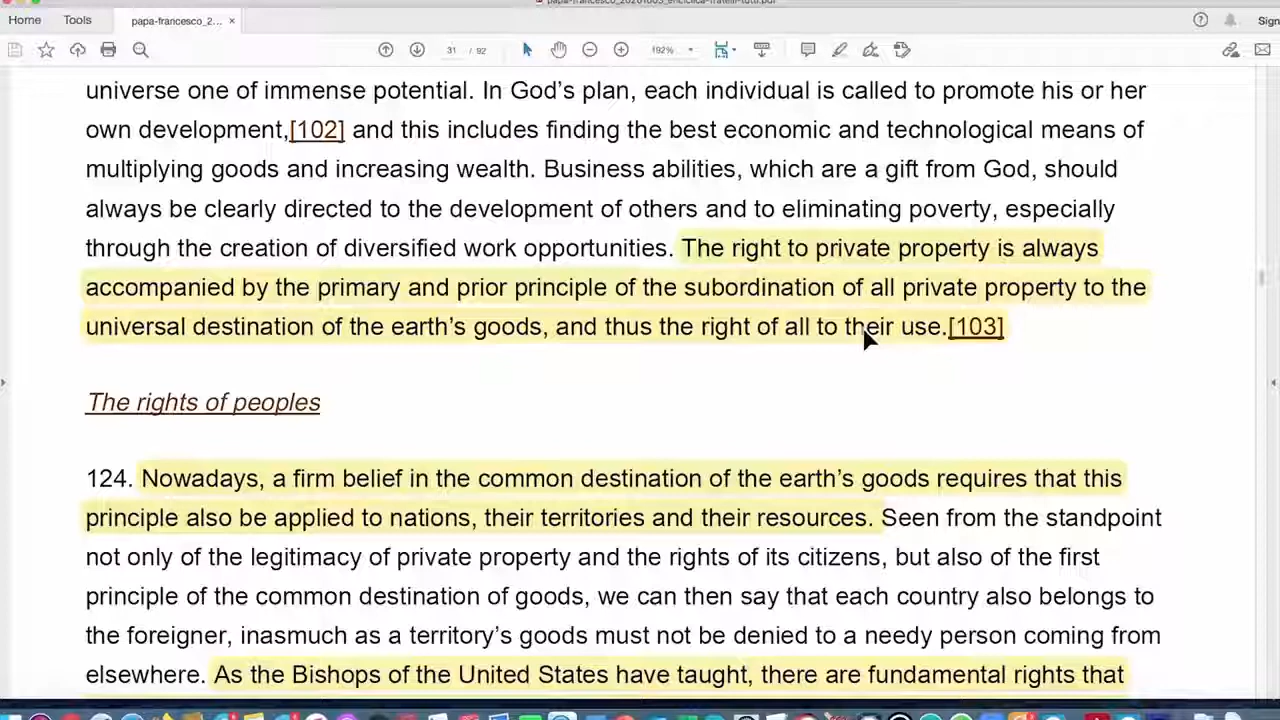 papa-francesco_20201003_enciclica-fratelli-tutti.pdf
Home Tools papa-francesco_2... × Sign
31 / 92 192%
universe one of immense potential. In God’s plan, each individual is called to promote his or her
own development,[102] and this includes finding the best economic and technological means of
multiplying goods and increasing wealth. Business abilities, which are a gift from God, should
always be clearly directed to the development of others and to eliminating poverty, especially
through the creation of diversified work opportunities. The right to private property is always
accompanied by the primary and prior principle of the subordination of all private property to the
universal destination of the earth’s goods, and thus the right of all to their use.[103]
The rights of peoples
124. Nowadays, a firm belief in the common destination of the earth’s goods requires that this
principle also be applied to nations, their territories and their resources. Seen from the standpoint
not only of the legitimacy of private property and the rights of its citizens, but also of the first
principle of the common destination of goods, we can then say that each country also belongs to
the foreigner, inasmuch as a territory’s goods must not be denied to a needy person coming from
elsewhere. As the Bishops of the United States have taught, there are fundamental rights that